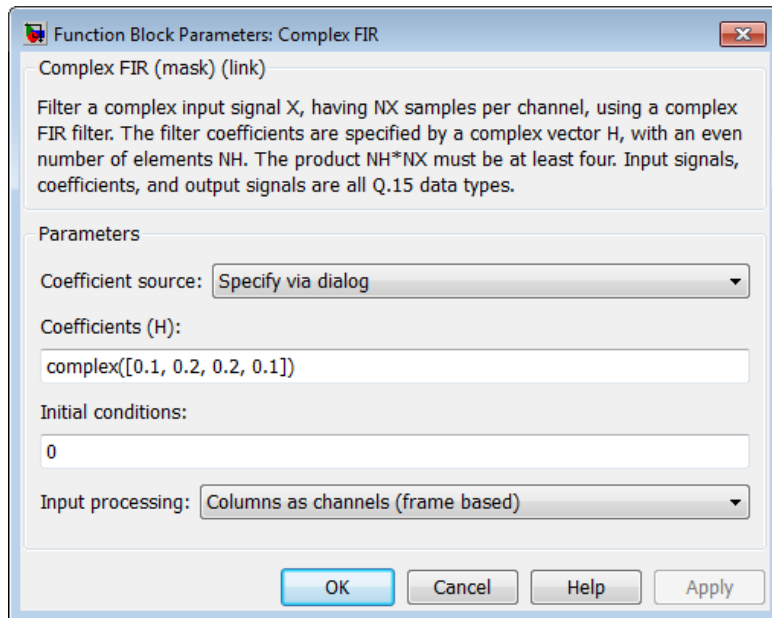 Function Block Parameters: Complex FIR
Complex FIR (mask) (link)
Filter a complex input signal X, having NX samples per channel, using a complex
FIR filter. The filter coefficients are specified by a complex vector H, with an even
number of elements NH. The product NH*NX must be at least four. Input signals,
coefficients, and output signals are all Q.15 data types.
Parameters
Coefficient source: Specify via dialog
Coefficients (H):
complex([0.1, 0.2, 0.2, 0.1])
Initial conditions:
0
Input processing: Columns as channels (frame based)
OK Cancel Help Apply